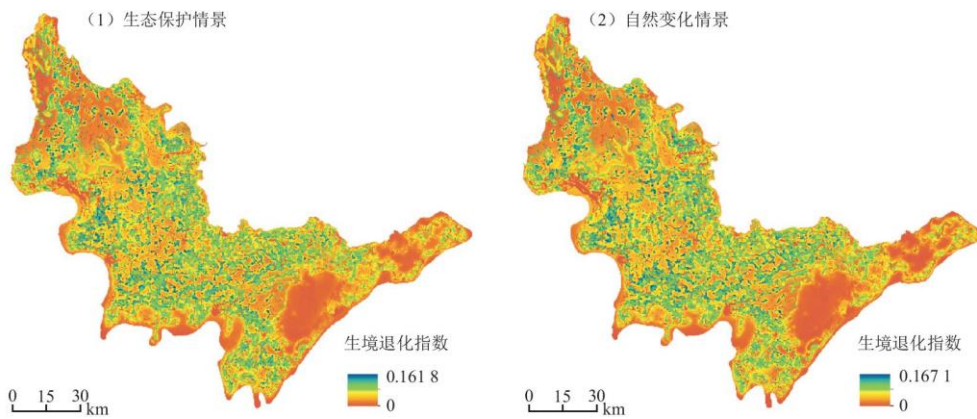 （1）生态保护情景
（2）自然变化情景
生境退化指数
0.161 8
0
0 15 30
km
生境退化指数
0.167 1
0
0 15 30
km